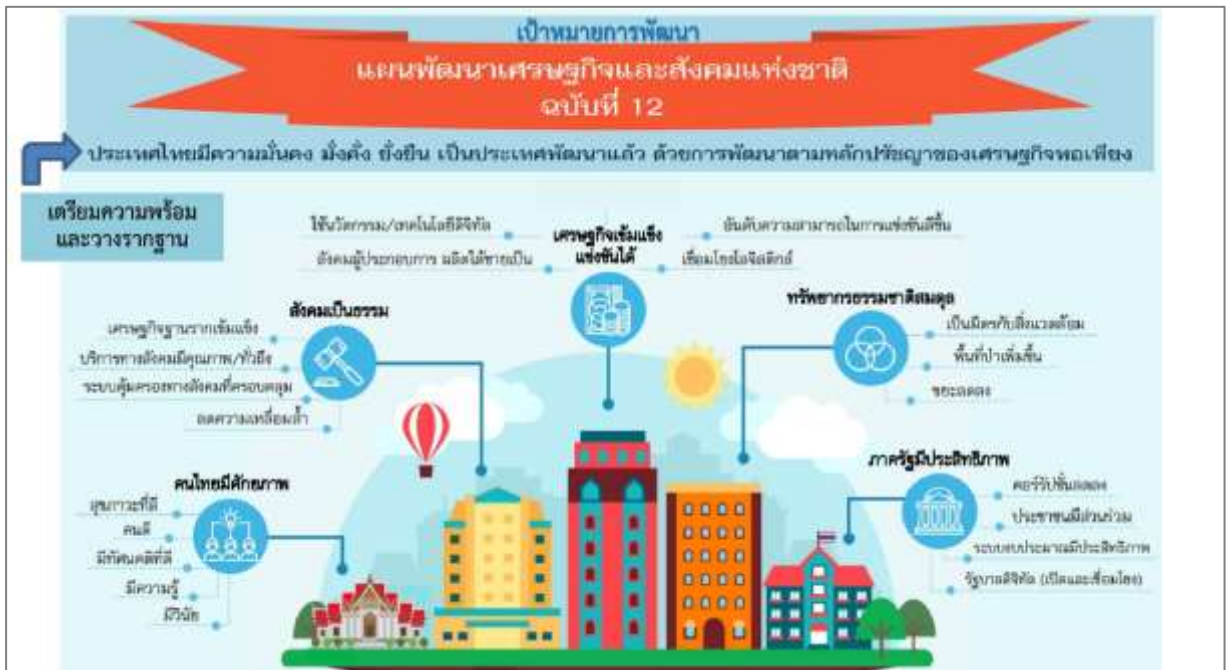 เป้าหมายการพัฒนา
แผนพัฒนาเศรษฐกิจและสังคมแห่งชาติ
ฉบับที่ 12
ประเทศไทยมีความมั่นคง มั่งคั่ง ยั่งยืน เป็นประเทศพัฒนาแล้ว ด้วยการพัฒนาตามหลักปรัชญาของเศรษฐกิจพอเพียง
เตรียมความพร้อม
และวางรากฐาน
เศรษฐกิจเข้มแข็ง
แข่งขันได้
ใช้นวัตกรรม/เทคโนโลยีดิจิทัล
สังคมผู้ประกอบการ ผลิตได้ขายเป็น
อันดับความสามารถในการแข่งขันดีขึ้น
เชื่อมโยงโลจิสติกส์
สังคมเป็นธรรม
เศรษฐกิจฐานรากเข้มแข็ง
บริการทางสังคมมีคุณภาพ/ทั่วถึง
ระบบคุ้มครองทางสังคมที่ครอบคลุม
ลดความเหลื่อมล้ำ
ทรัพยากรธรรมชาติสมดุล
เป็นมิตรกับสิ่งแวดล้อม
พื้นที่ป่าเพิ่มขึ้น
ขยะลดลง
คนไทยมีศักยภาพ
สุขภาวะที่ดี
คนดี
มีทัศนคติที่ดี
มีความรู้
มีวินัย
ภาครัฐมีประสิทธิภาพ
คอร์รัปชั่นลดลง
ประชาชนมีส่วนร่วม
ระบบงบประมาณมีประสิทธิภาพ
รัฐบาลดิจิทัล (เปิดและเชื่อมโยง)